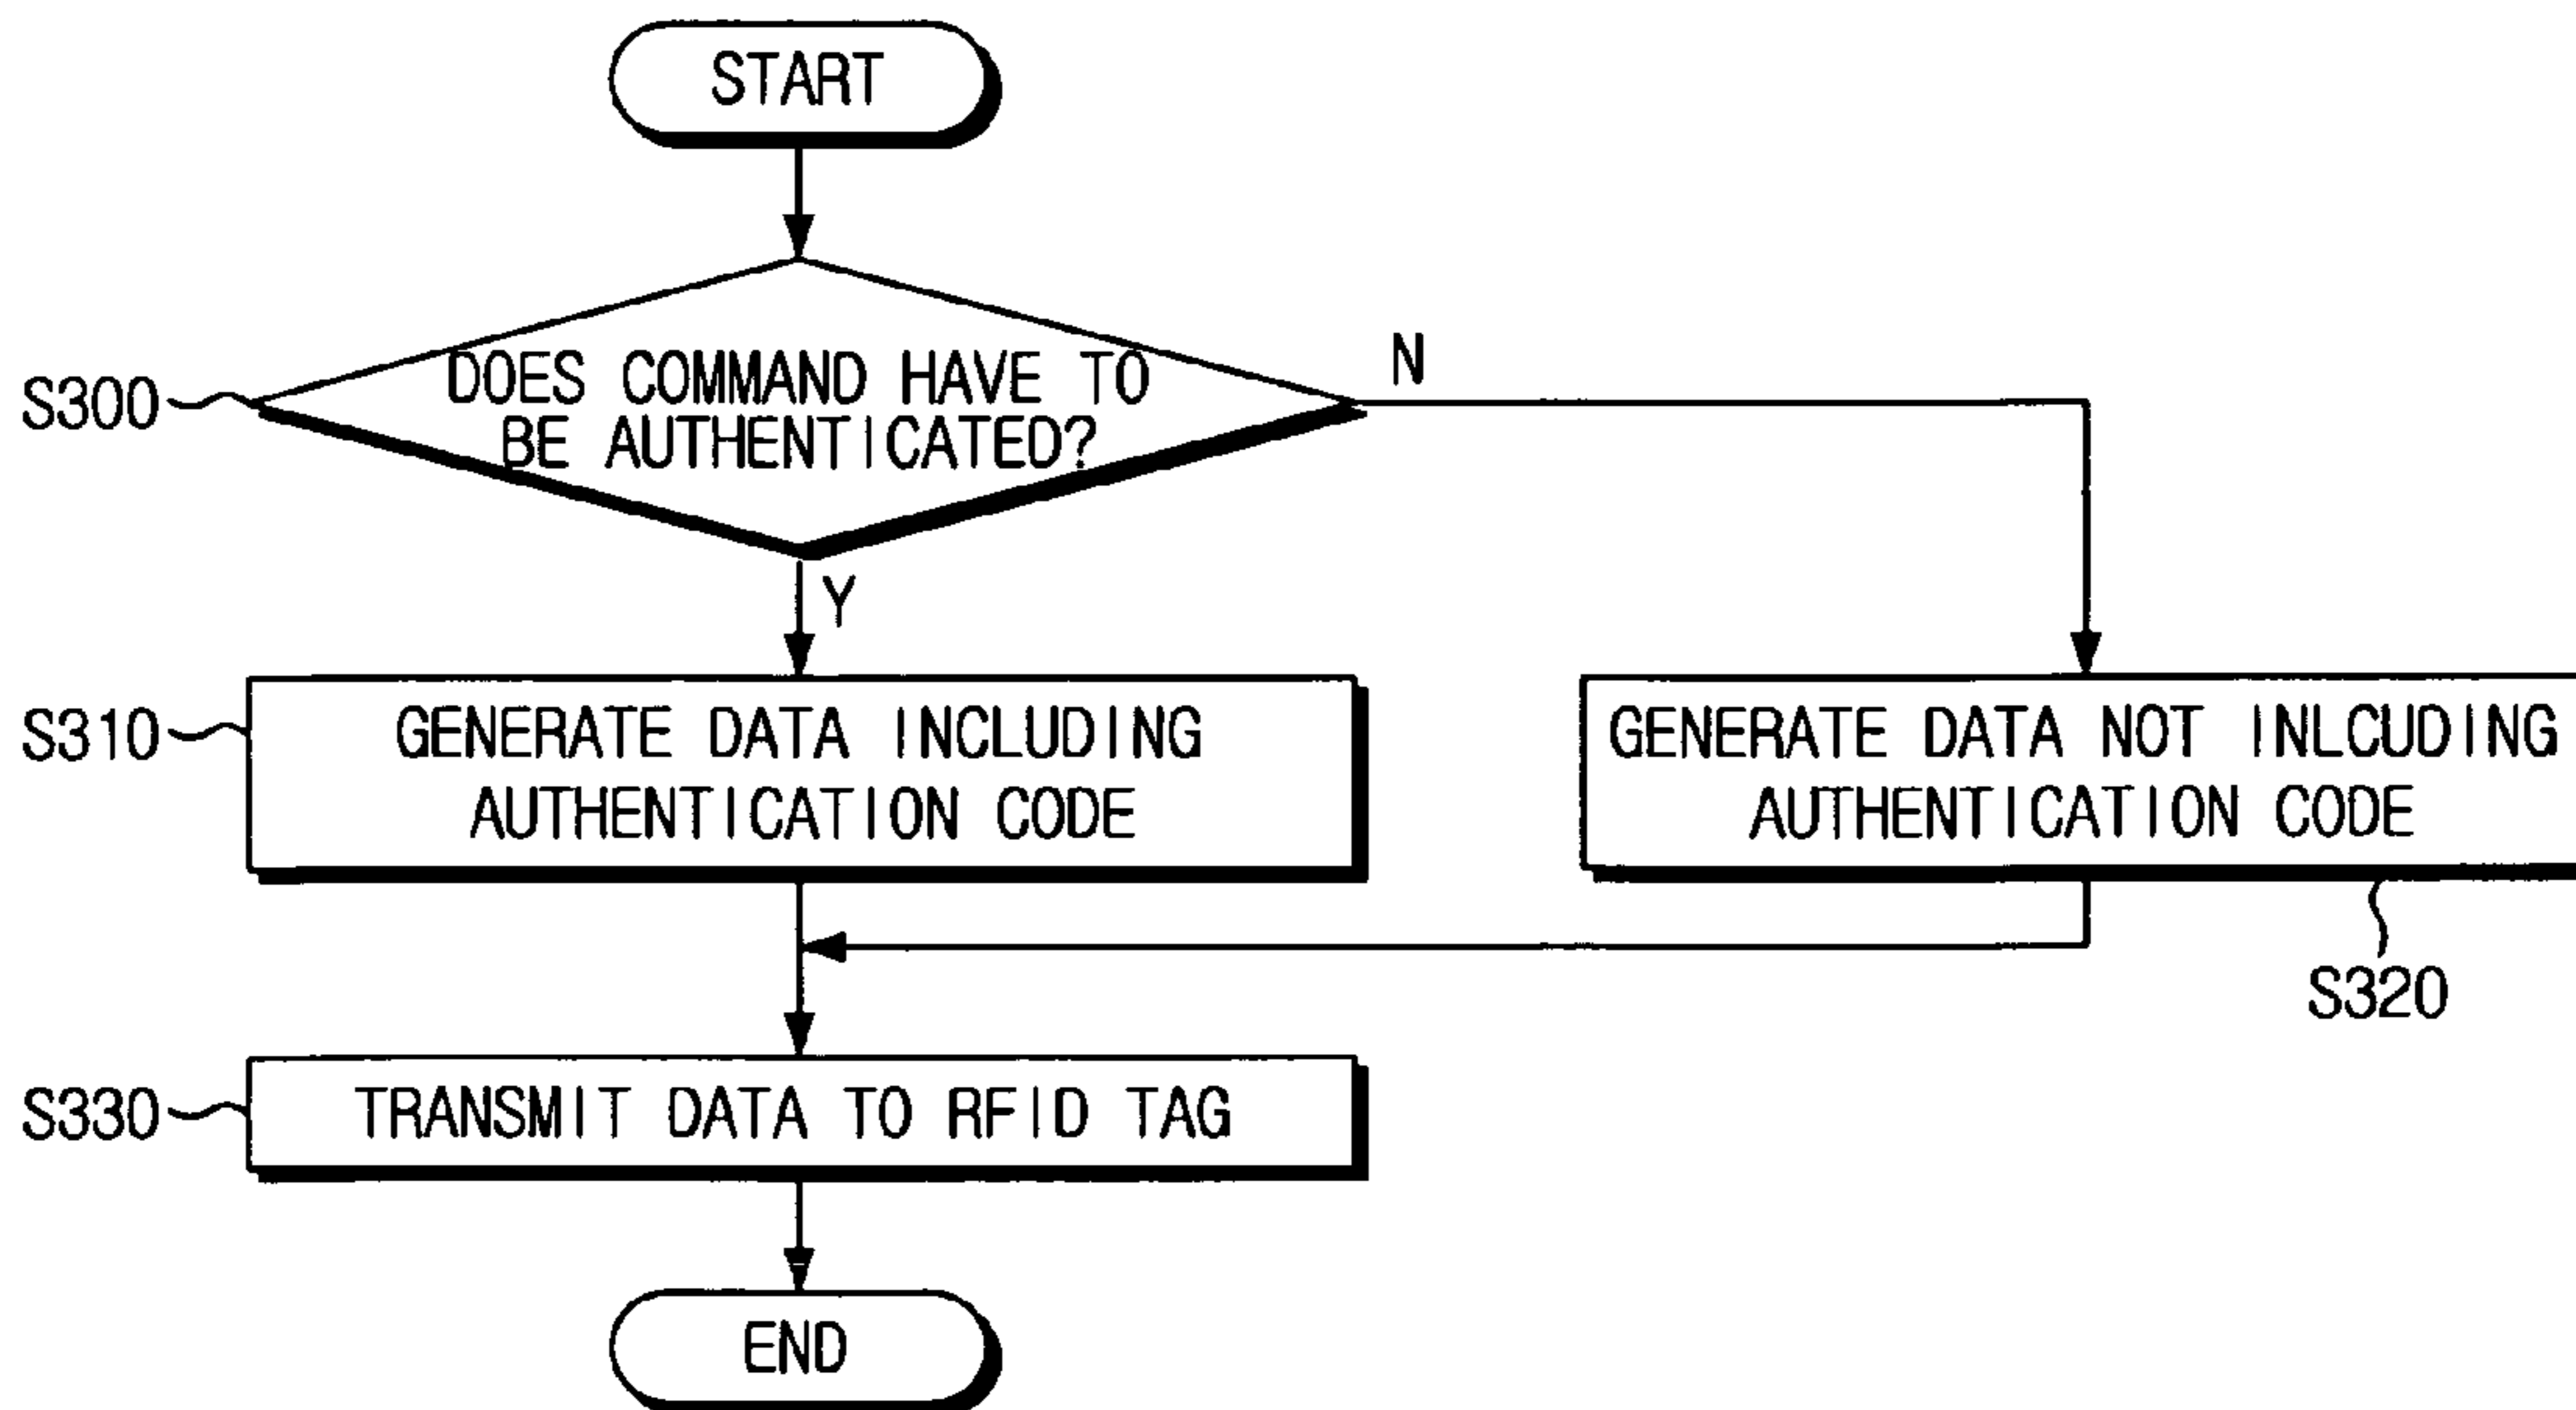 START
S300
DOES COMMAND HAVE TO
BE AUTHENTICATED?
N
Y
S310
GENERATE DATA INCLUDING
AUTHENTICATION CODE
GENERATE DATA NOT INLCUDING
AUTHENTICATION CODE
S320
S330
TRANSMIT DATA TO RFID TAG
END